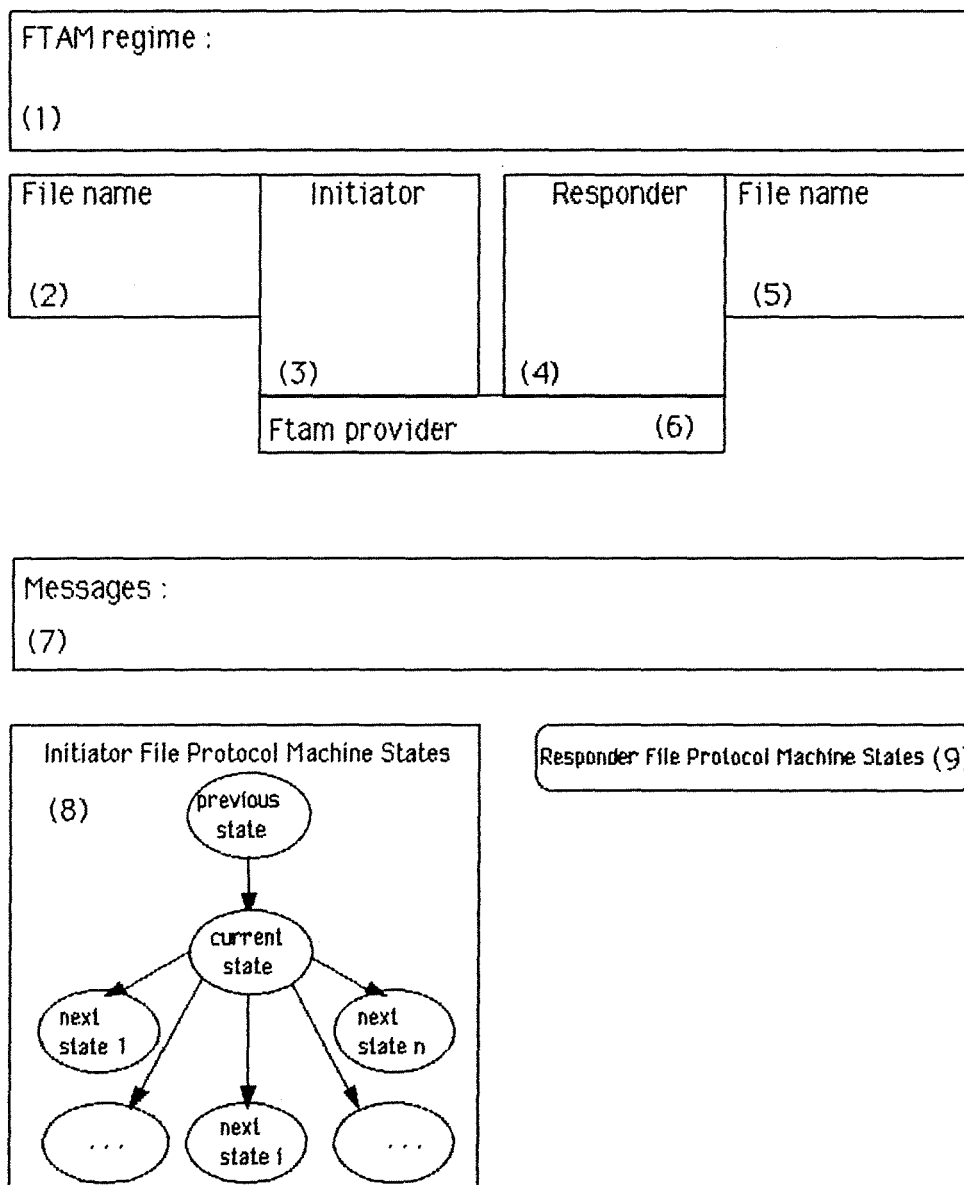 FTAM regime :
(1)
File name
Initiator
Responder
File name
(2)
(5)
(3)
(4)
Ftam provider
(6)
Messages :
(7)
Initiator File Protocol Machine States
(8)
previous
state
current
state
next
state 1
next
state n
. . .
next
state i
. . .
Responder File Protocol Machine States (9)